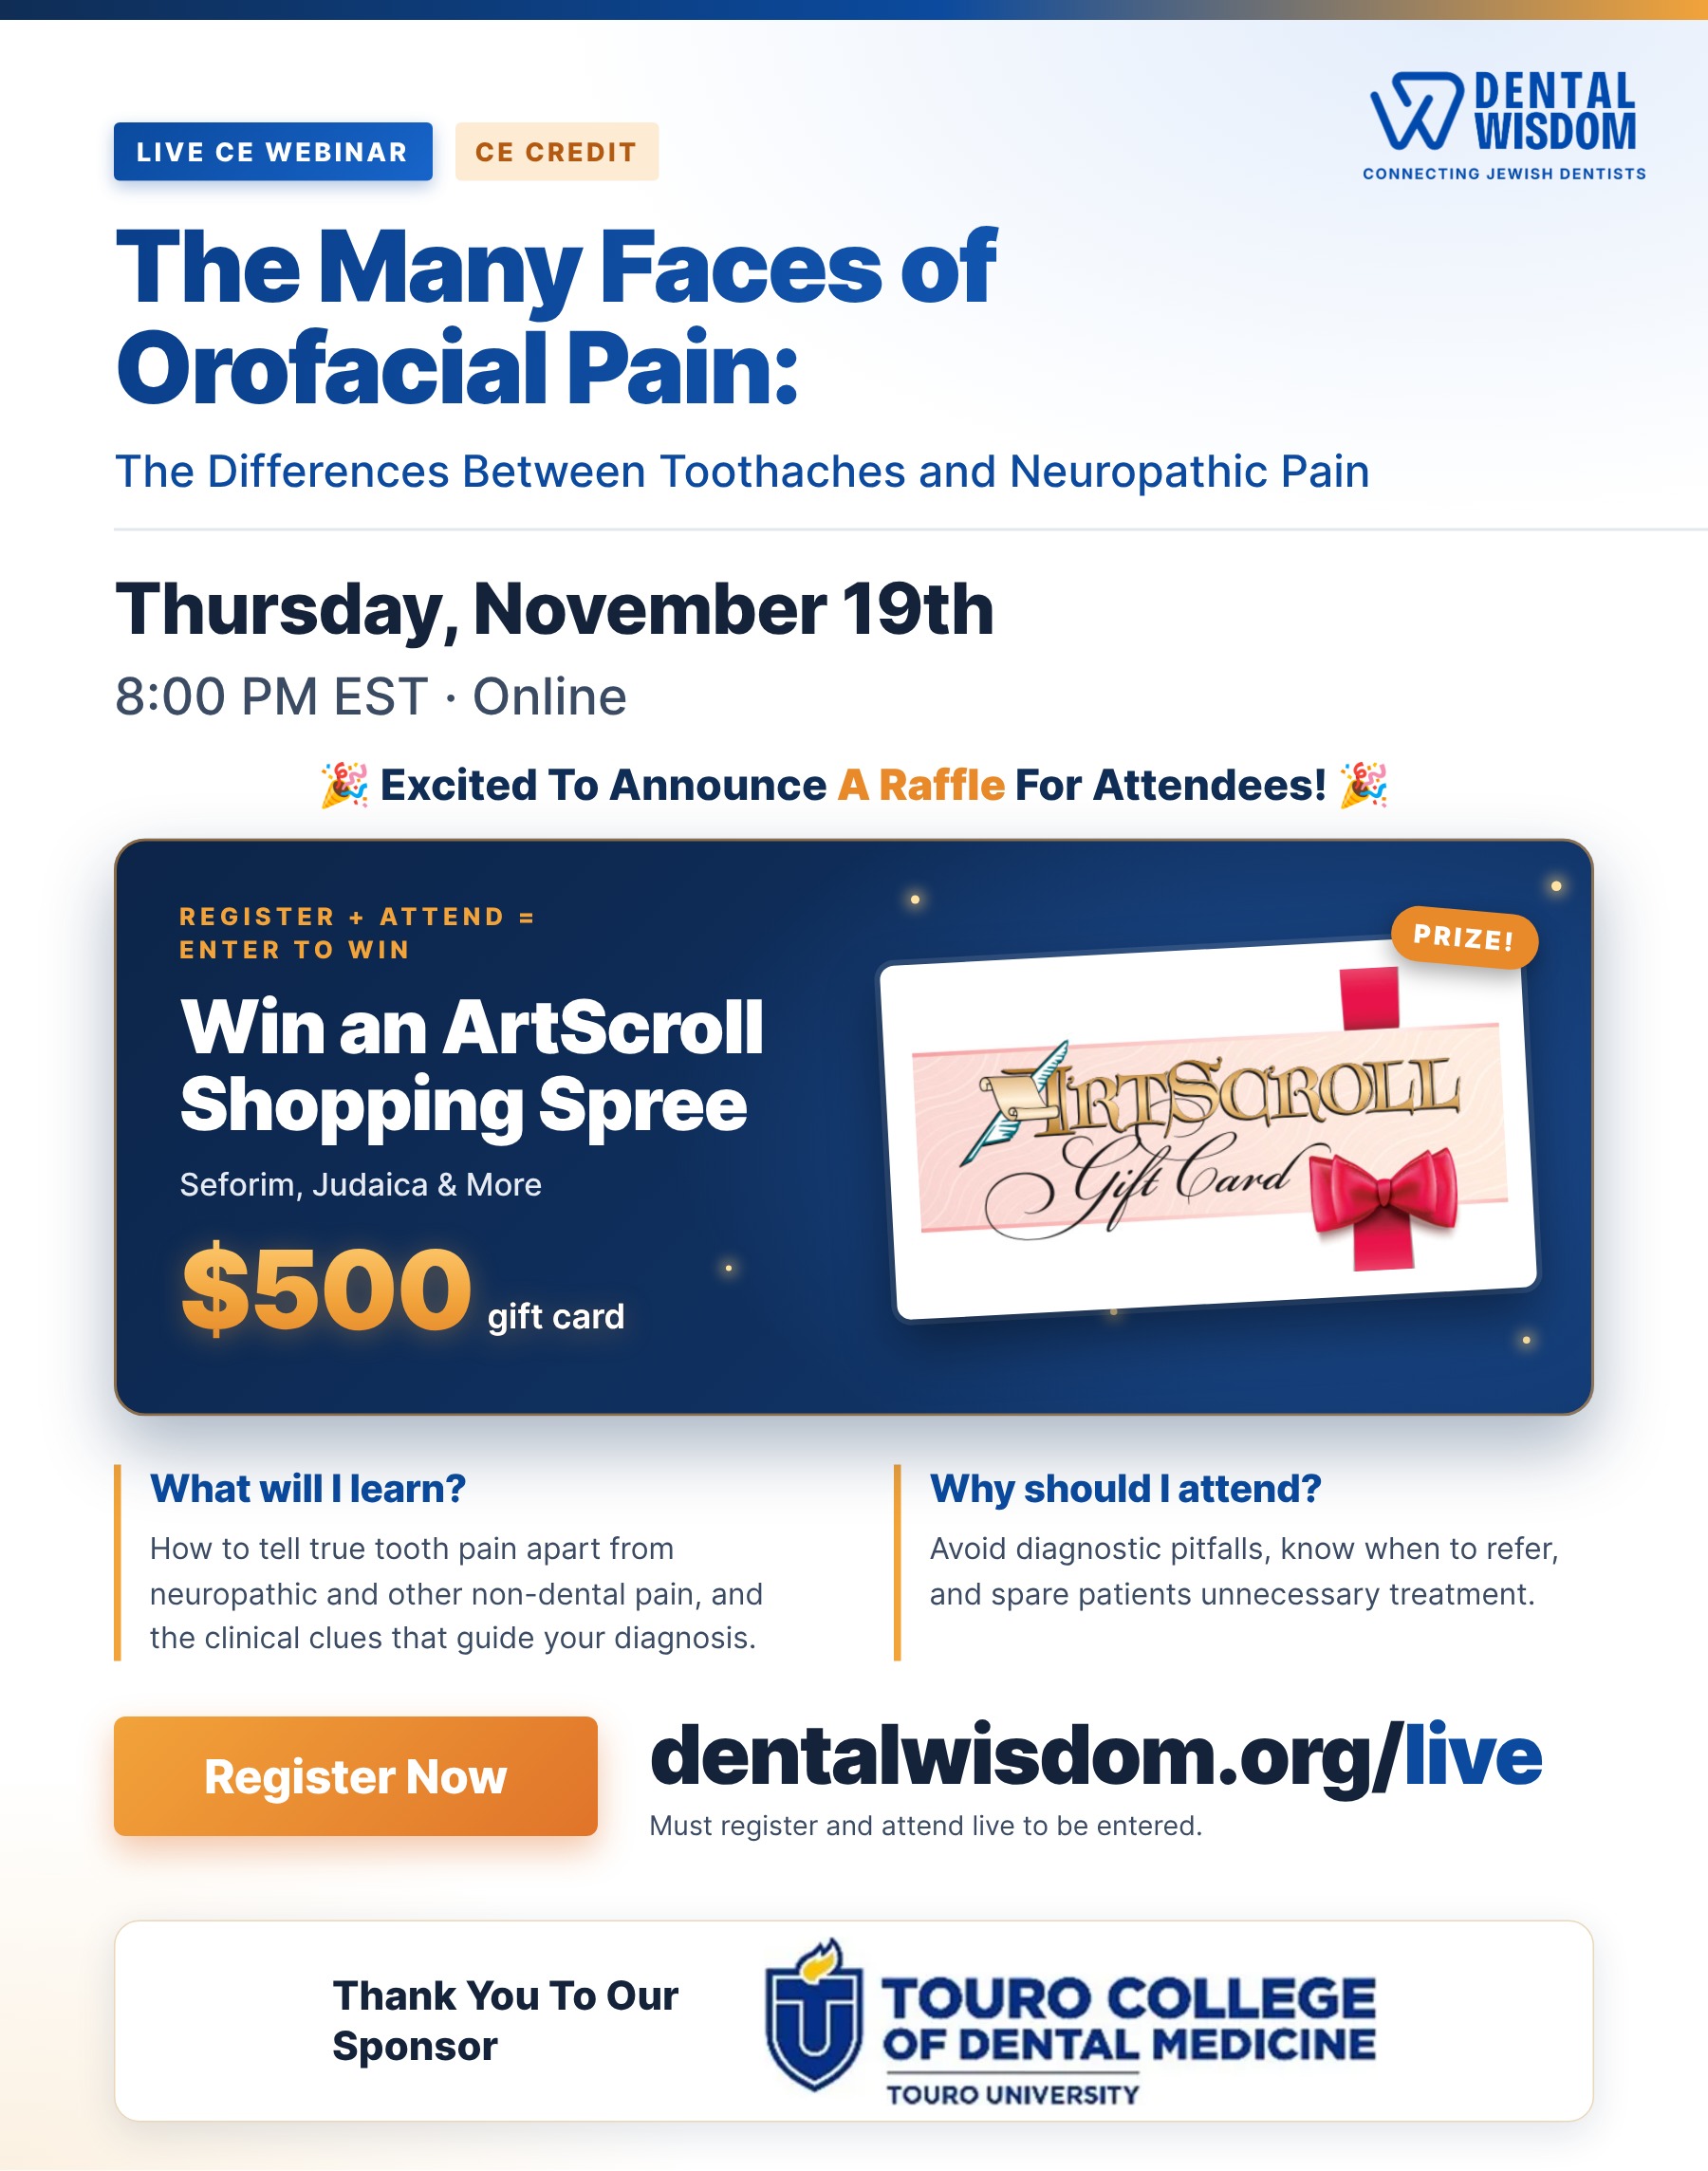 LIVE CE WEBINAR
CE CREDIT
DENTAL
WISDOM
CONNECTING JEWISH DENTISTS
The Many Faces of
Orofacial Pain:
The Differences Between Toothaches and Neuropathic Pain
Thursday, November 19th
8:00 PM EST · Online
🎉 Excited To Announce A Raffle For Attendees! 🎉
REGISTER + ATTEND =
ENTER TO WIN
Win an ArtScroll
Shopping Spree
Seforim, Judaica & More
$500 gift card
PRIZE!
ARTSCROLL
Gift Card
What will I learn?
How to tell true tooth pain apart from
neuropathic and other non-dental pain, and
the clinical clues that guide your diagnosis.
Why should I attend?
Avoid diagnostic pitfalls, know when to refer,
and spare patients unnecessary treatment.
Register Now
dentalwisdom.org/live
Must register and attend live to be entered.
Thank You To Our
Sponsor
TOURO COLLEGE
OF DENTAL MEDICINE
TOURO UNIVERSITY